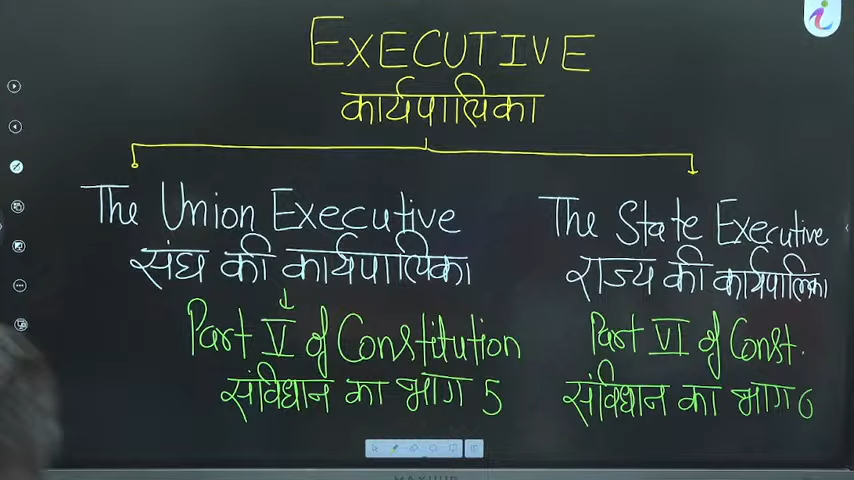 EXECUTIVE
कार्यपालिका
The Union Executive
संघ की कार्यपालिका
Part V of Constitution
संविधान का भाग 5
The State Executive
राज्य की कार्यपालिका
Part VI of Const.
संविधान का भाग 6